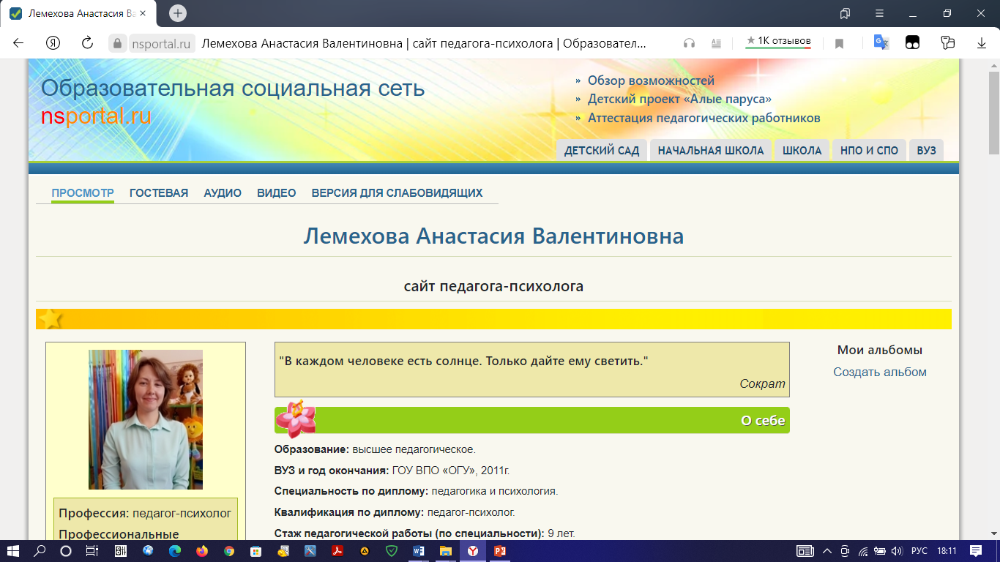 Лемехова Анастасия Ва
nsportal.ru
Лемехова Анастасия Валентиновна | сайт педагога-психолога | Образовател...
★ 1К отзывов
Образовательная социальная сеть
nsportal.ru
» Обзор возможностей
» Детский проект «Алые паруса»
» Аттестация педагогических работников
ДЕТСКИЙ САД НАЧАЛЬНАЯ ШКОЛА ШКОЛА НПО И СПО ВУЗ
ПРОСМОТР ГОСТЕВАЯ АУДИО ВИДЕО ВЕРСИЯ ДЛЯ СЛАБОВИДЯЩИХ
Лемехова Анастасия Валентиновна
сайт педагога-психолога
Профессия: педагог-психолог
Профессиональные
"В каждом человеке есть солнце. Только дайте ему светить."
Сократ
О себе
Образование: высшее педагогическое.
ВУЗ и год окончания: ГОУ ВПО «ОГУ», 2011г.
Специальность по диплому: педагогика и психология.
Квалификация по диплому: педагог-психолог.
Стаж педагогической работы (по специальности): 9 лет.
Мои альбомы
Создать альбом
РУС 18:11